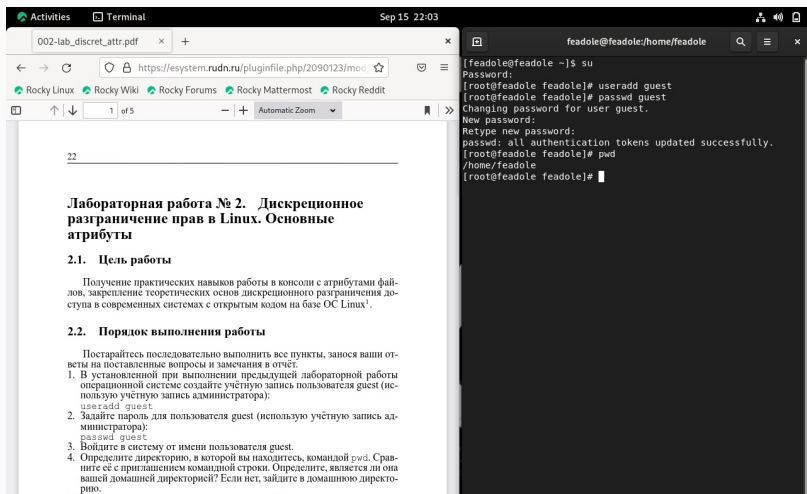 Activities
Terminal
Sep 15 22:03
002-lab_discret_attr.pdf
https://esystem.rudn.ru/pluginfile.php/2090123/mod_
Rocky Linux
Rocky Wiki
Rocky Forums
Rocky Mattermost
Rocky Reddit
1 of 5
Automatic Zoom
22
Лабораторная работа № 2. Дискреционное
разграничение прав в Linux. Основные
атрибуты
2.1. Цель работы
Получение практических навыков работы в консоли с атрибутами фай-
лов, закрепление теоретических основ дискреционного разграничения до-
ступа в современных системах с открытым кодом на базе ОС Linux1.
2.2. Порядок выполнения работы
Постарайтесь последовательно выполнить все пункты, занося ваши от-
веты на поставленные вопросы и замечания в отчёт.
1. В установленной при выполнении предыдущей лабораторной работы
операционной системе создайте учётную запись пользователя guest (ис-
пользую учётную запись администратора):
useradd guest
2. Задайте пароль для пользователя guest (использую учётную запись ад-
министратора):
passwd guest
3. Войдите в систему от имени пользователя guest.
4. Определите директорию, в которой вы находитесь, командой pwd. Срав-
ните её с приглашением командной строки. Определите, является ли она
вашей домашней директорией? Если нет, зайдите в домашнюю директо-
рию.
feadole@feadole:/home/feadole
[feadole@feadole ~]$ su
Password:
[root@feadole feadole]# useradd guest
[root@feadole feadole]# passwd guest
Changing password for user guest.
New password:
Retype new password:
passwd: all authentication tokens updated successfully.
[root@feadole feadole]# pwd
/home/feadole
[root@feadole feadole]#